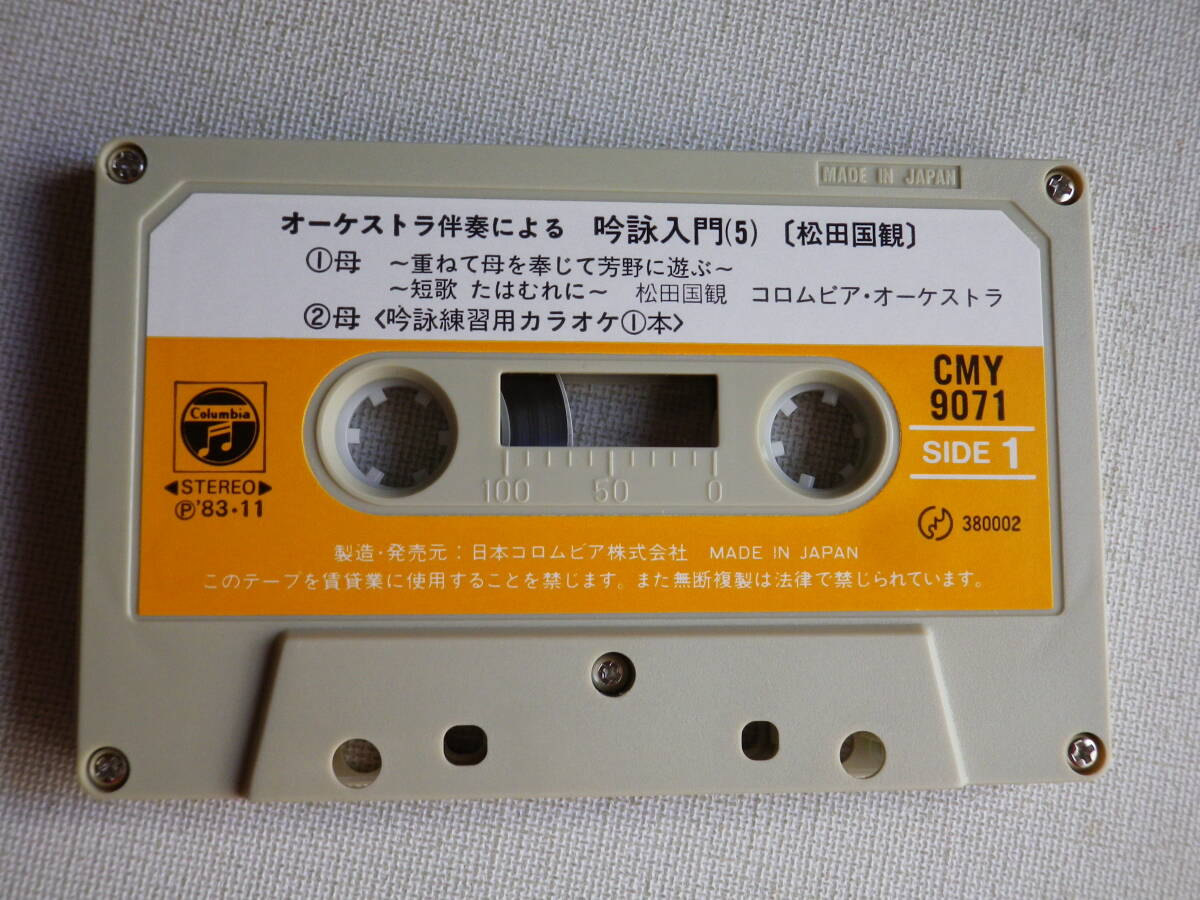 MADE IN JAPAN
オーケストラ伴奏による 吟詠入門(5) 〔松田国観〕
①母 ～重ねて母を奉じて芳野に遊ぶ～
～短歌 たはむれに～ 松田国観 コロムビア・オーケストラ
②母〈吟詠練習用カラオケ①本〉
CMY
9071
SIDE 1
Columbia
◀STEREO▶
Ⓟ'83・11
100 50 0
380002
製造・発売元：日本コロムビア株式会社 MADE IN JAPAN
このテープを賃貸業に使用することを禁じます。また無断複製は法律で禁じられています。